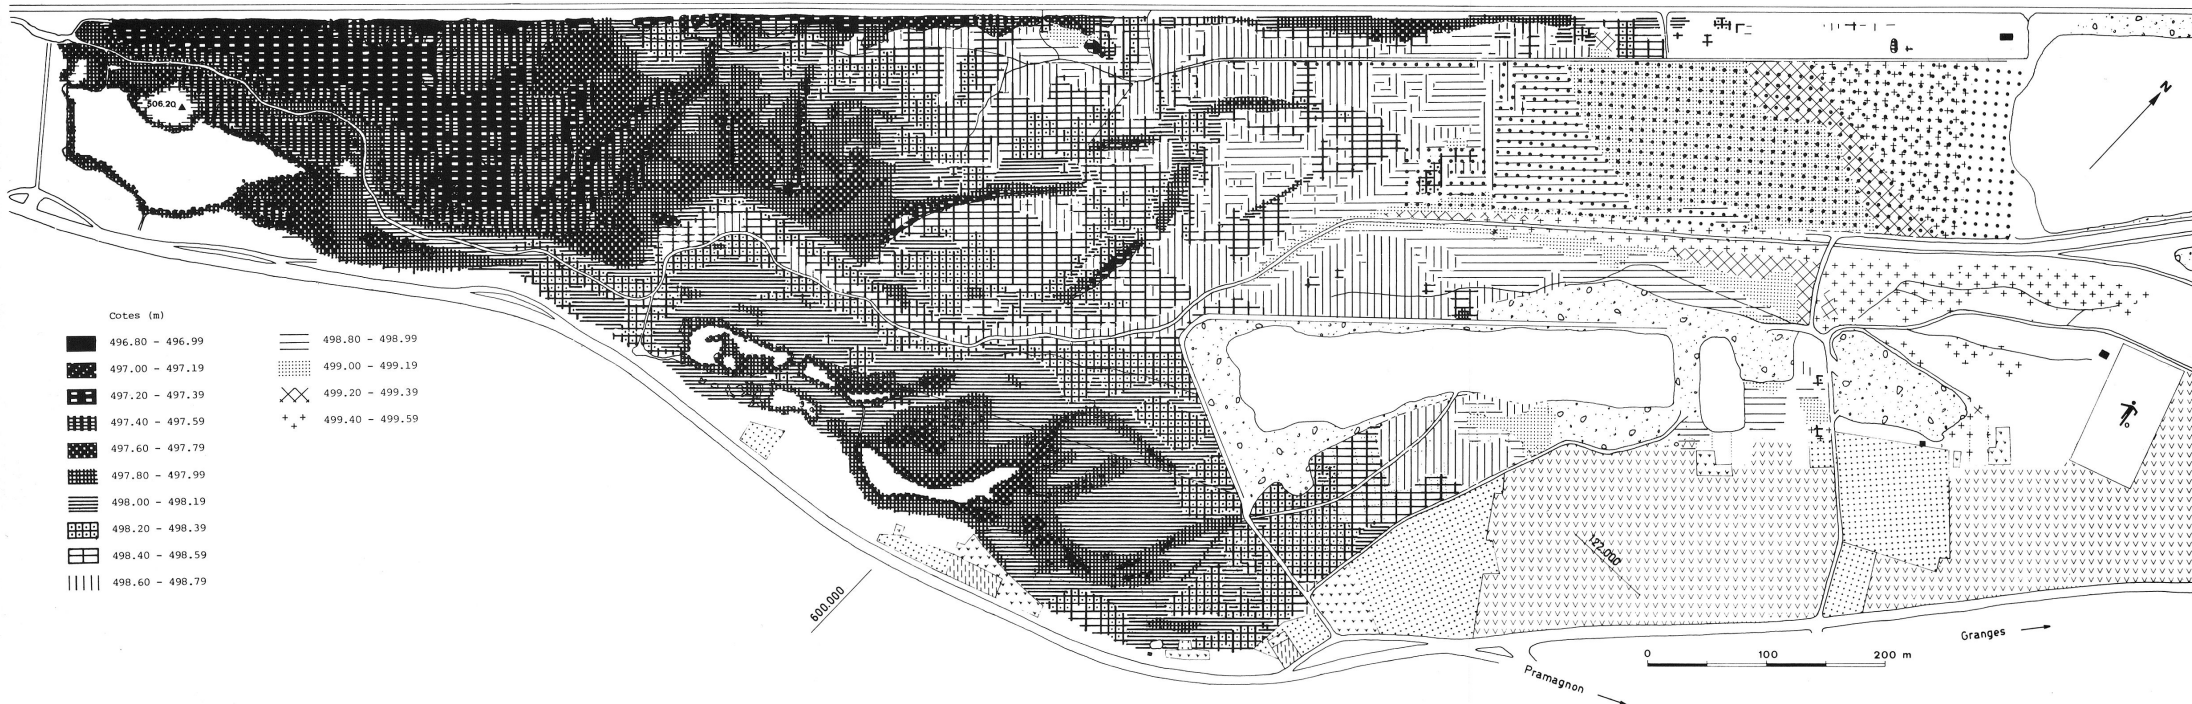 506.20
N
Cotes (m)
496.80 - 496.99
497.00 - 497.19
497.20 - 497.39
497.40 - 497.59
497.60 - 497.79
497.80 - 497.99
498.00 - 498.19
498.20 - 498.39
498.40 - 498.59
498.60 - 498.79
498.80 - 498.99
499.00 - 499.19
499.20 - 499.39
499.40 - 499.59
600.000
122.000
Granges
0 100 200 m
Pramagnon